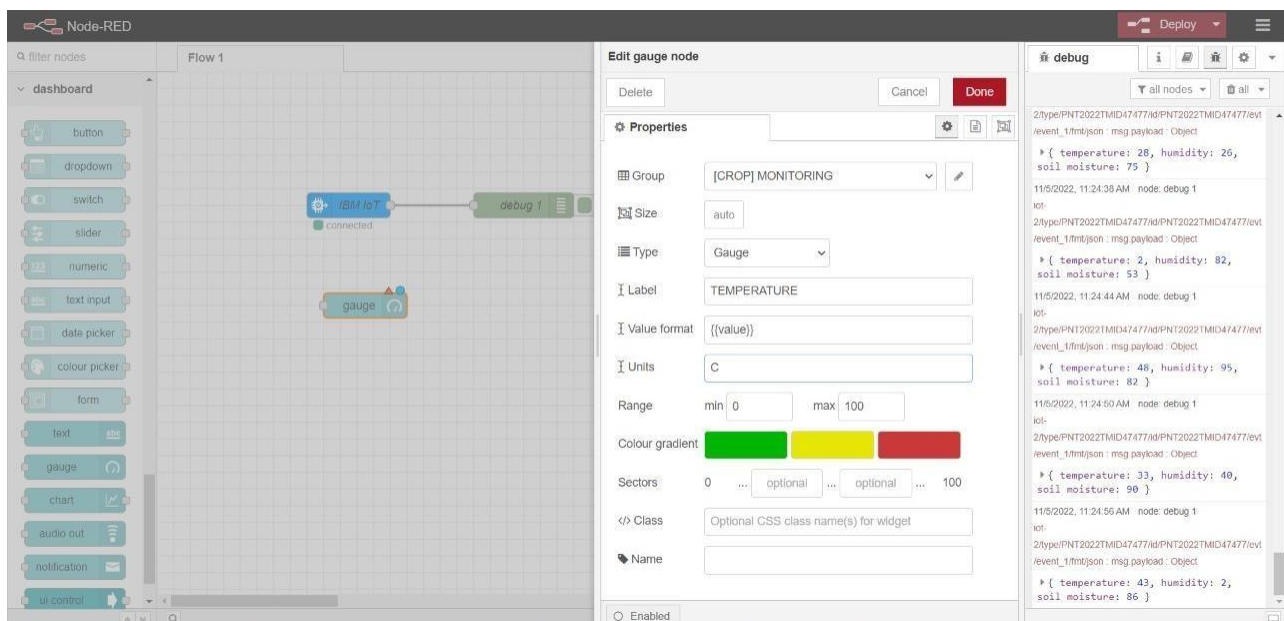 Node-RED
Deploy
filter nodes
Flow 1
dashboard
button
dropdown
switch
slider
numeric
text input
date picker
colour picker
form
text
gauge
chart
audio out
notification
ui control
IBM IoT
connected
debug 1
gauge
Edit gauge node
Delete
Cancel
Done
Properties
Group
[CROP] MONITORING
Size
auto
Type
Gauge
Label
TEMPERATURE
Value format
{{value}}
Units
C
Range
min 0
max 100
Colour gradient
Sectors
0 ... optional ... optional ... 100
</> Class
Optional CSS class name(s) for widget
Name
Enabled
debug
i
all nodes
all
2/type/PNT2022TMID47477/id/PNT2022TMID47477/evt
/event_1/fmt/json : msg.payload : Object
{ temperature: 28, humidity: 26,
soil moisture: 75 }
11/5/2022, 11:24:38 AM node: debug 1
iot-
2/type/PNT2022TMID47477/id/PNT2022TMID47477/evt
/event_1/fmt/json : msg.payload : Object
{ temperature: 2, humidity: 82,
soil moisture: 53 }
11/5/2022, 11:24:44 AM node: debug 1
iot-
2/type/PNT2022TMID47477/id/PNT2022TMID47477/evt
/event_1/fmt/json : msg.payload : Object
{ temperature: 48, humidity: 95,
soil moisture: 82 }
11/5/2022, 11:24:50 AM node: debug 1
iot-
2/type/PNT2022TMID47477/id/PNT2022TMID47477/evt
/event_1/fmt/json : msg.payload : Object
{ temperature: 33, humidity: 40,
soil moisture: 90 }
11/5/2022, 11:24:56 AM node: debug 1
iot-
2/type/PNT2022TMID47477/id/PNT2022TMID47477/evt
/event_1/fmt/json : msg.payload : Object
{ temperature: 43, humidity: 2,
soil moisture: 86 }